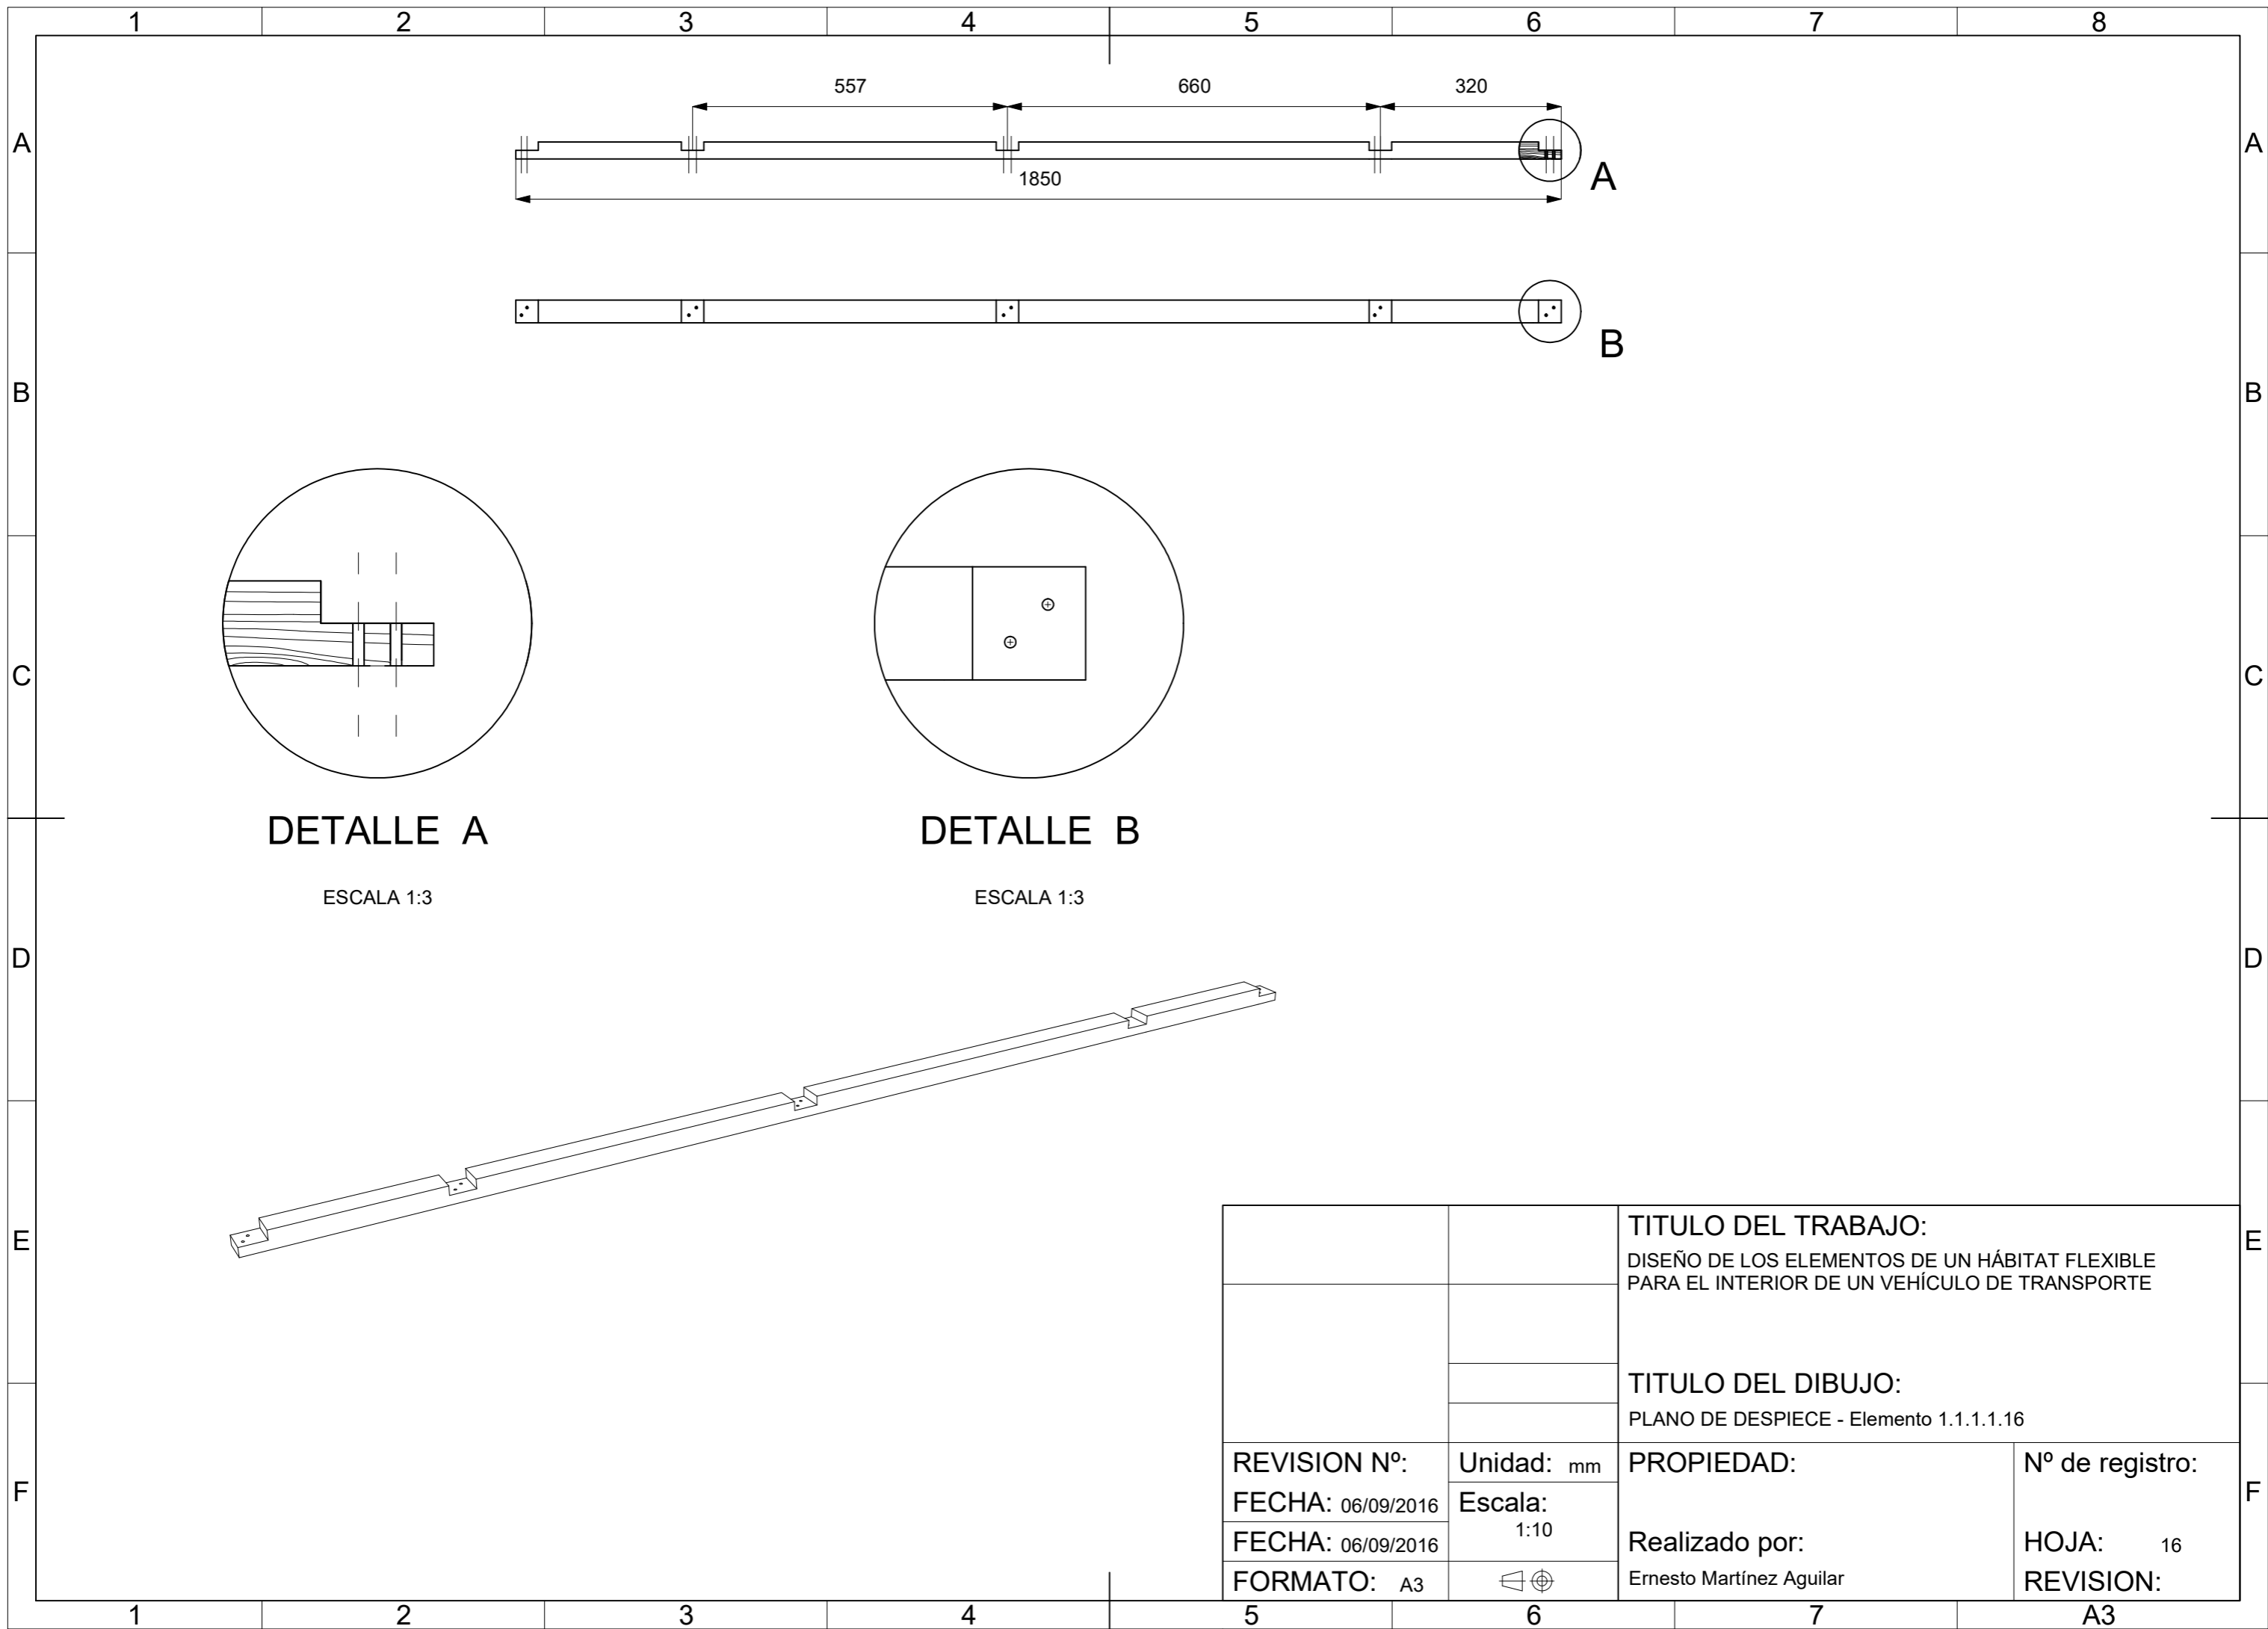 1 2 3 4 5 6 7 8
557 660 320
A A
1850
A
B
B B
C C
DETALLE A DETALLE B
ESCALA 1:3 ESCALA 1:3
D D
E E
TITULO DEL TRABAJO:
DISEÑO DE LOS ELEMENTOS DE UN HÁBITAT FLEXIBLE
PARA EL INTERIOR DE UN VEHÍCULO DE TRANSPORTE
TITULO DEL DIBUJO:
PLANO DE DESPIECE - Elemento 1.1.1.1.16
REVISION Nº: Unidad: mm PROPIEDAD: Nº de registro:
F F
FECHA: 06/09/2016 Escala:
1:10
FECHA: 06/09/2016 Realizado por: HOJA: 16
FORMATO: A3 Ernesto Martínez Aguilar REVISION:
1 2 3 4 5 6 7 A3